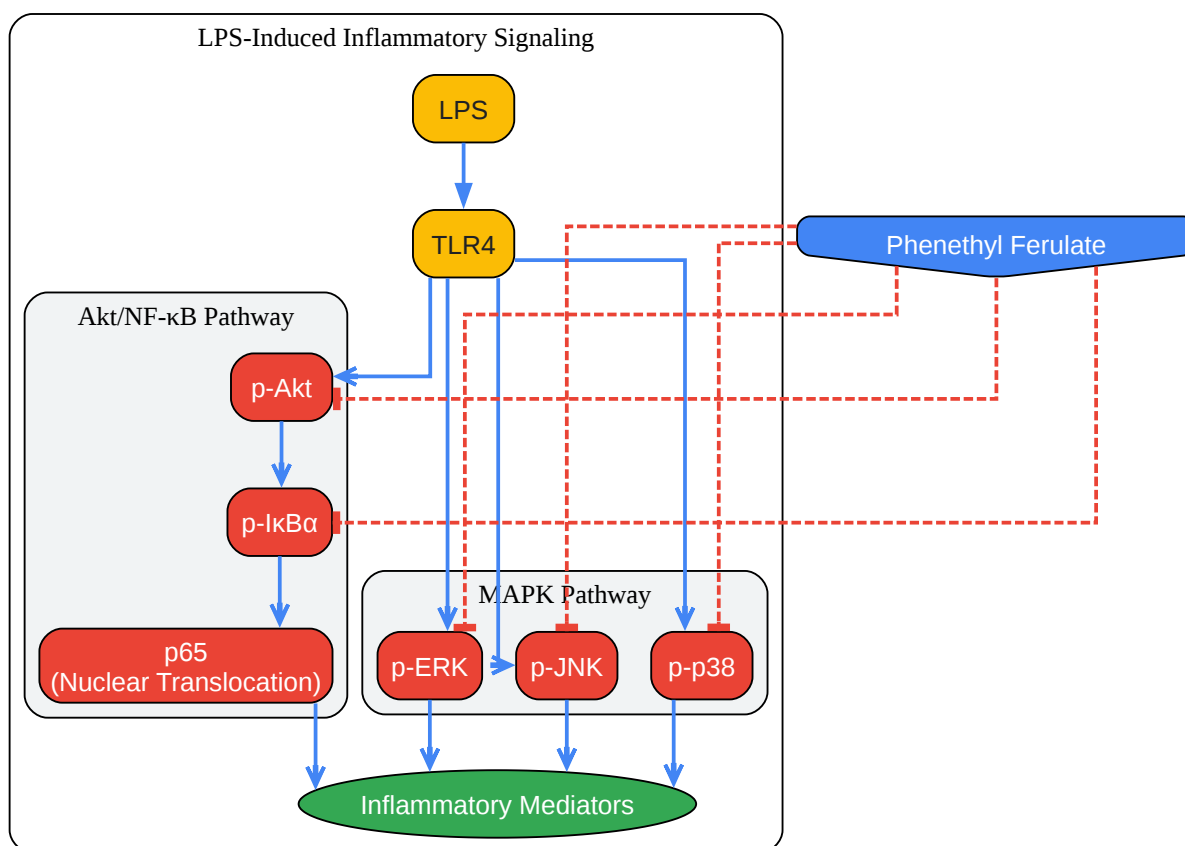 LPS-Induced Inflammatory Signaling
LPS
TLR4
Phenethyl Ferulate
Akt/NF-κB Pathway
p-Akt
p-IκBα
MAPK Pathway
p65
(Nuclear Translocation)
p-ERK
p-JNK
p-p38
Inflammatory Mediators